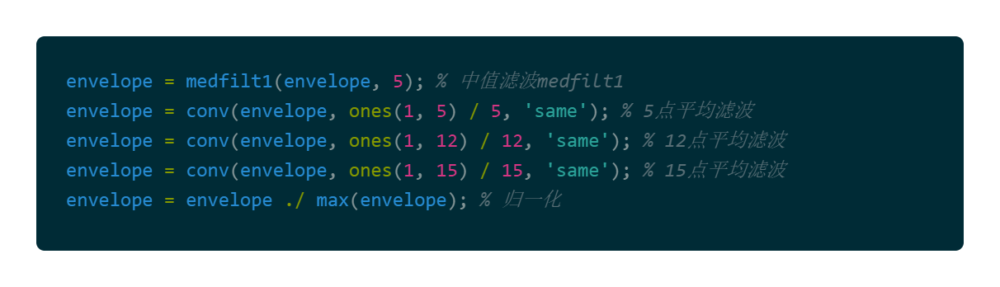 envelope = medfilt1(envelope, 5); % 中值滤波medfilt1
envelope = conv(envelope, ones(1, 5) / 5, 'same'); % 5点平均滤波
envelope = conv(envelope, ones(1, 12) / 12, 'same'); % 12点平均滤波
envelope = conv(envelope, ones(1, 15) / 15, 'same'); % 15点平均滤波
envelope = envelope ./ max(envelope); % 归一化